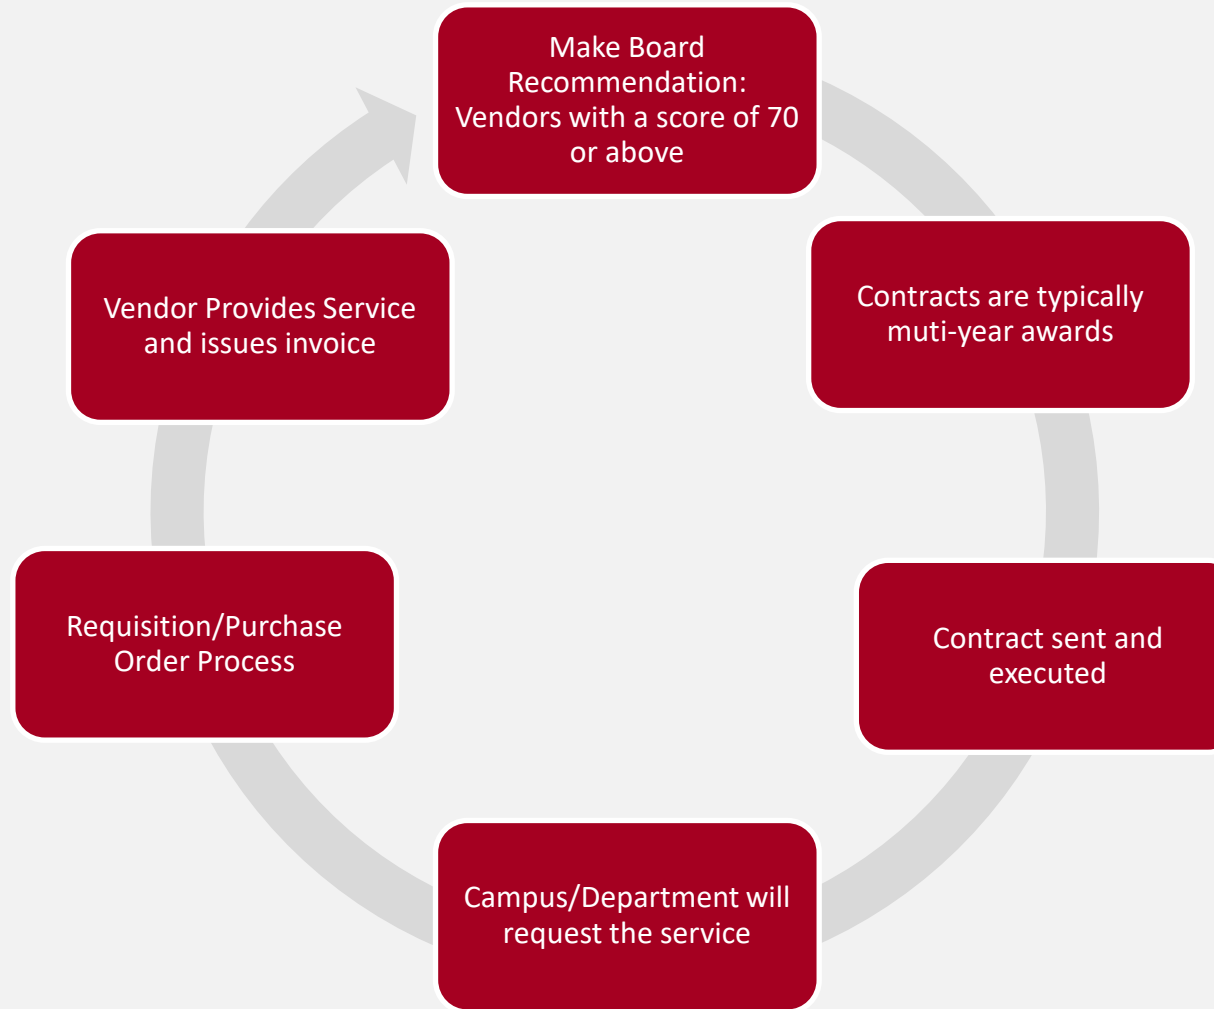 Make Board
Recommendation:
Vendors with a score of 70
or above
Contracts are typically
muti-year awards
Contract sent and
executed
Campus/Department will
request the service
Requisition/Purchase
Order Process
Vendor Provides Service
and issues invoice